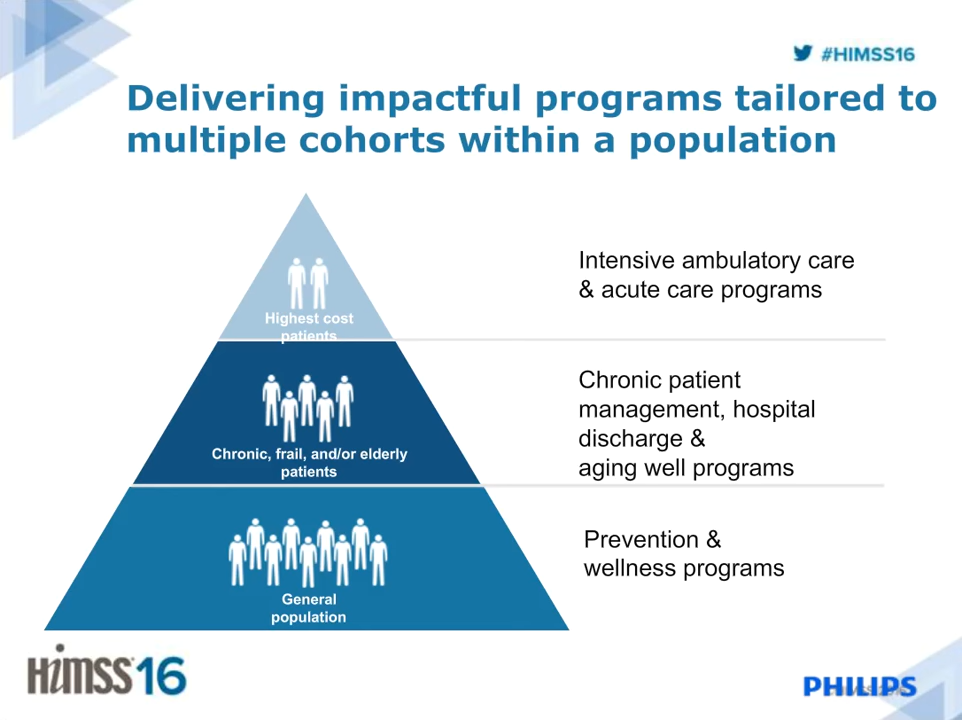 #HIMSS16
Delivering impactful programs tailored to
multiple cohorts within a population
Highest cost
patients
Intensive ambulatory care
& acute care programs
Chronic, frail, and/or elderly
patients
Chronic patient
management, hospital
discharge &
aging well programs
General
population
Prevention &
wellness programs
HIMSS16
PHILIPS